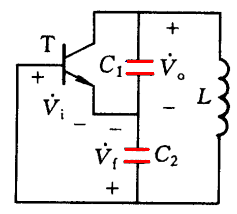 +
T
C₁
V̇ₒ
+
L
V̇ᵢ
−
−
−
V̇f
C₂
+